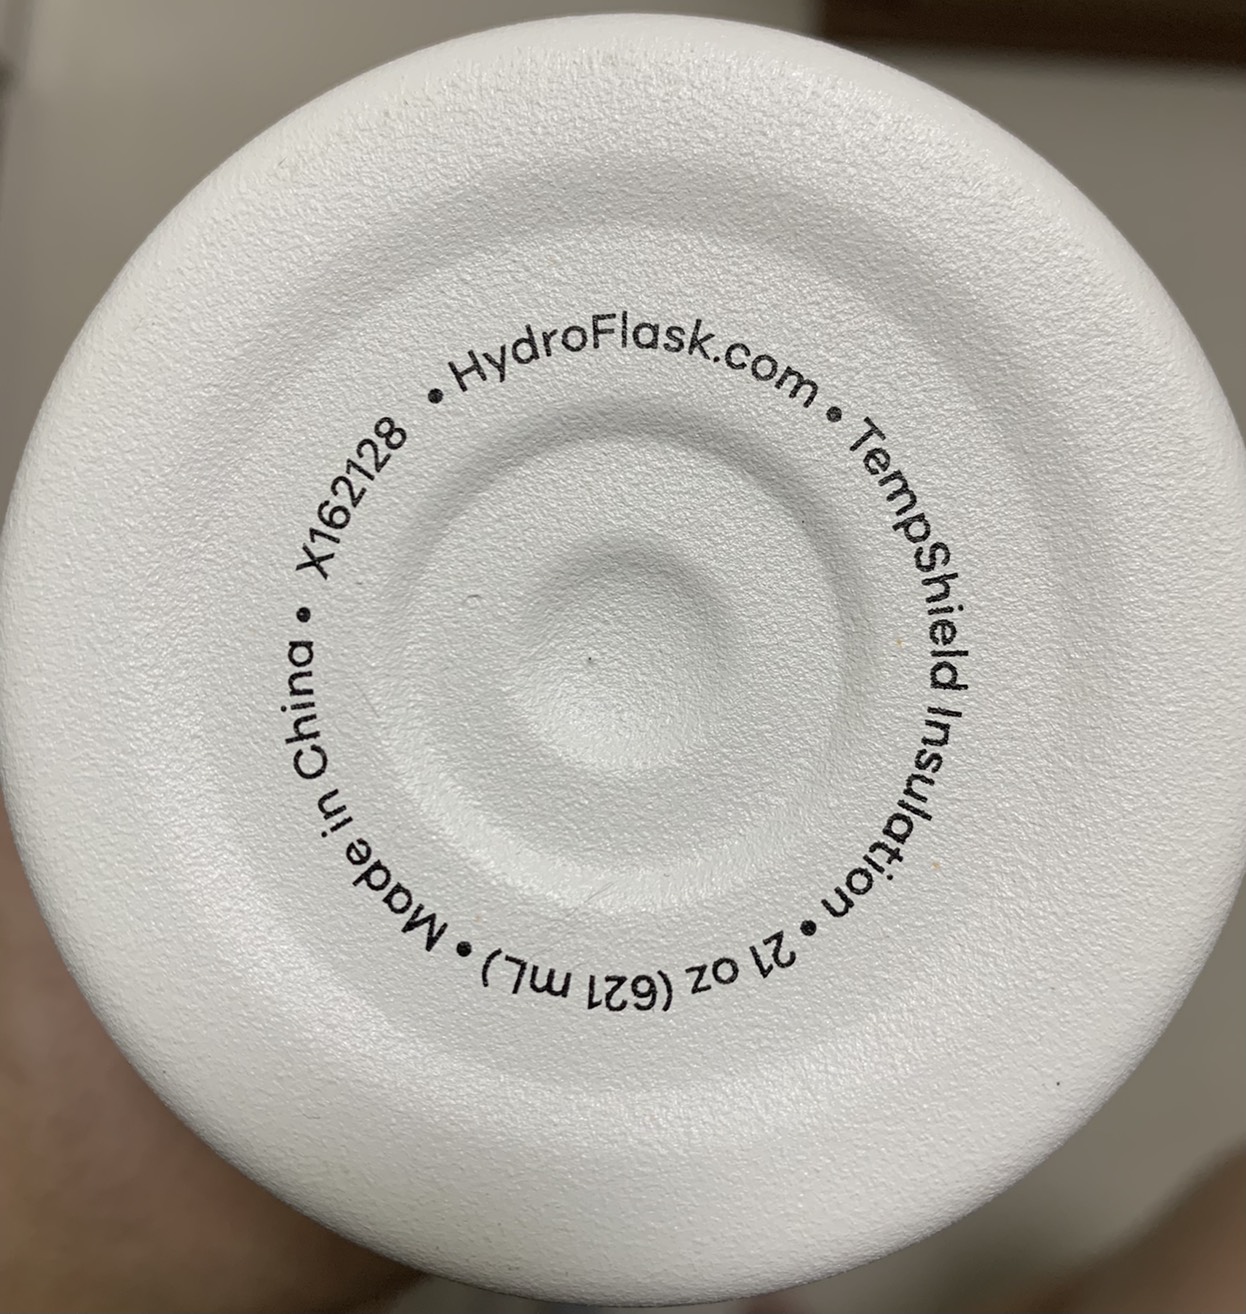 • HydroFlask.com • TempShield Insulation • 21 oz (621 mL) • Made in China • X162128